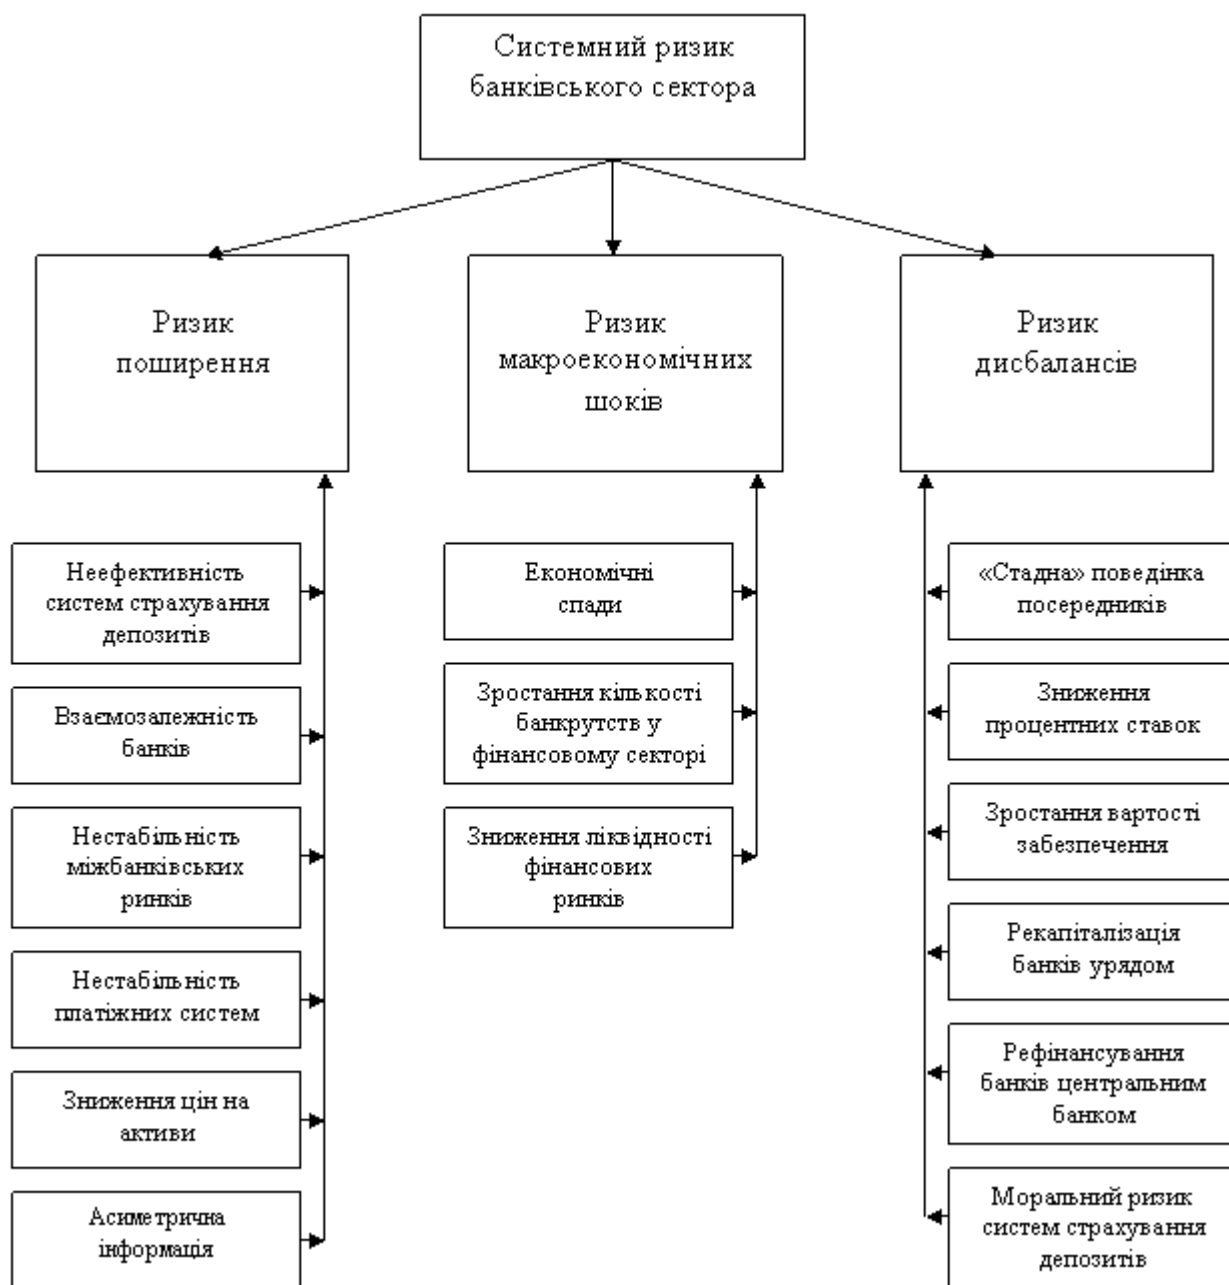 Системний ризик
банківського сектора
Ризик
поширення
Ризик
макроекономічних
шоків
Ризик
дисбалансів
Неефективність
систем страхування
депозитів
Взаємозалежність
банків
Нестабільність
міжбанківських
ринків
Нестабільність
платіжних систем
Зниження цін на
активи
Асиметрична
інформація
Економічні
спади
Зростання кількості
банкрутств у
фінансовому секторі
Зниження ліквідності
фінансових
ринків
«Стадна» поведінка
посередників
Зниження
процентних ставок
Зростання вартості
забезпечення
Рекапіталізація
банків урядом
Рефінансування
банків центральним
банком
Моральний ризик
систем страхування
депозитів